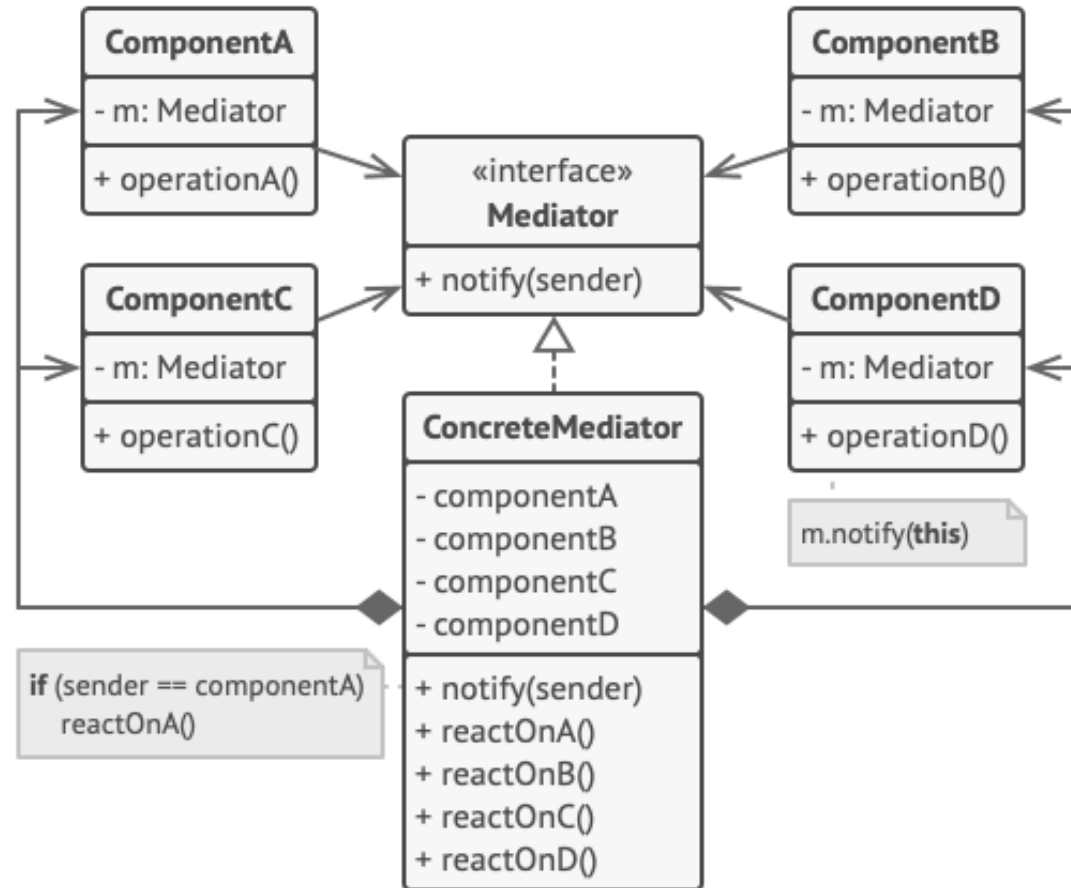 ComponentA
- m: Mediator
+ operationA()
ComponentB
- m: Mediator
+ operationB()
«interface»
Mediator
+ notify(sender)
ComponentC
- m: Mediator
+ operationC()
ComponentD
- m: Mediator
+ operationD()
m.notify(this)
ConcreteMediator
- componentA
- componentB
- componentC
- componentD
+ notify(sender)
+ reactOnA()
+ reactOnB()
+ reactOnC()
+ reactOnD()
if (sender == componentA)
reactOnA()